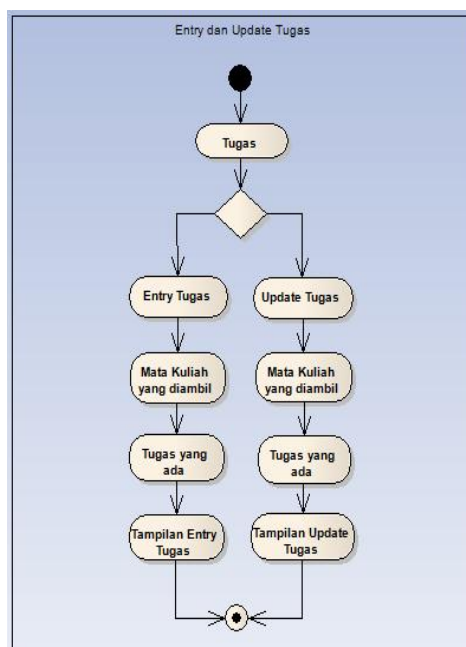 Entry dan Update Tugas
Tugas
Entry Tugas
Update Tugas
Mata Kuliah
yang diambil
Mata Kuliah
yang diambil
Tugas yang
ada
Tugas yang
ada
Tampilan Entry
Tugas
Tampilan Update
Tugas